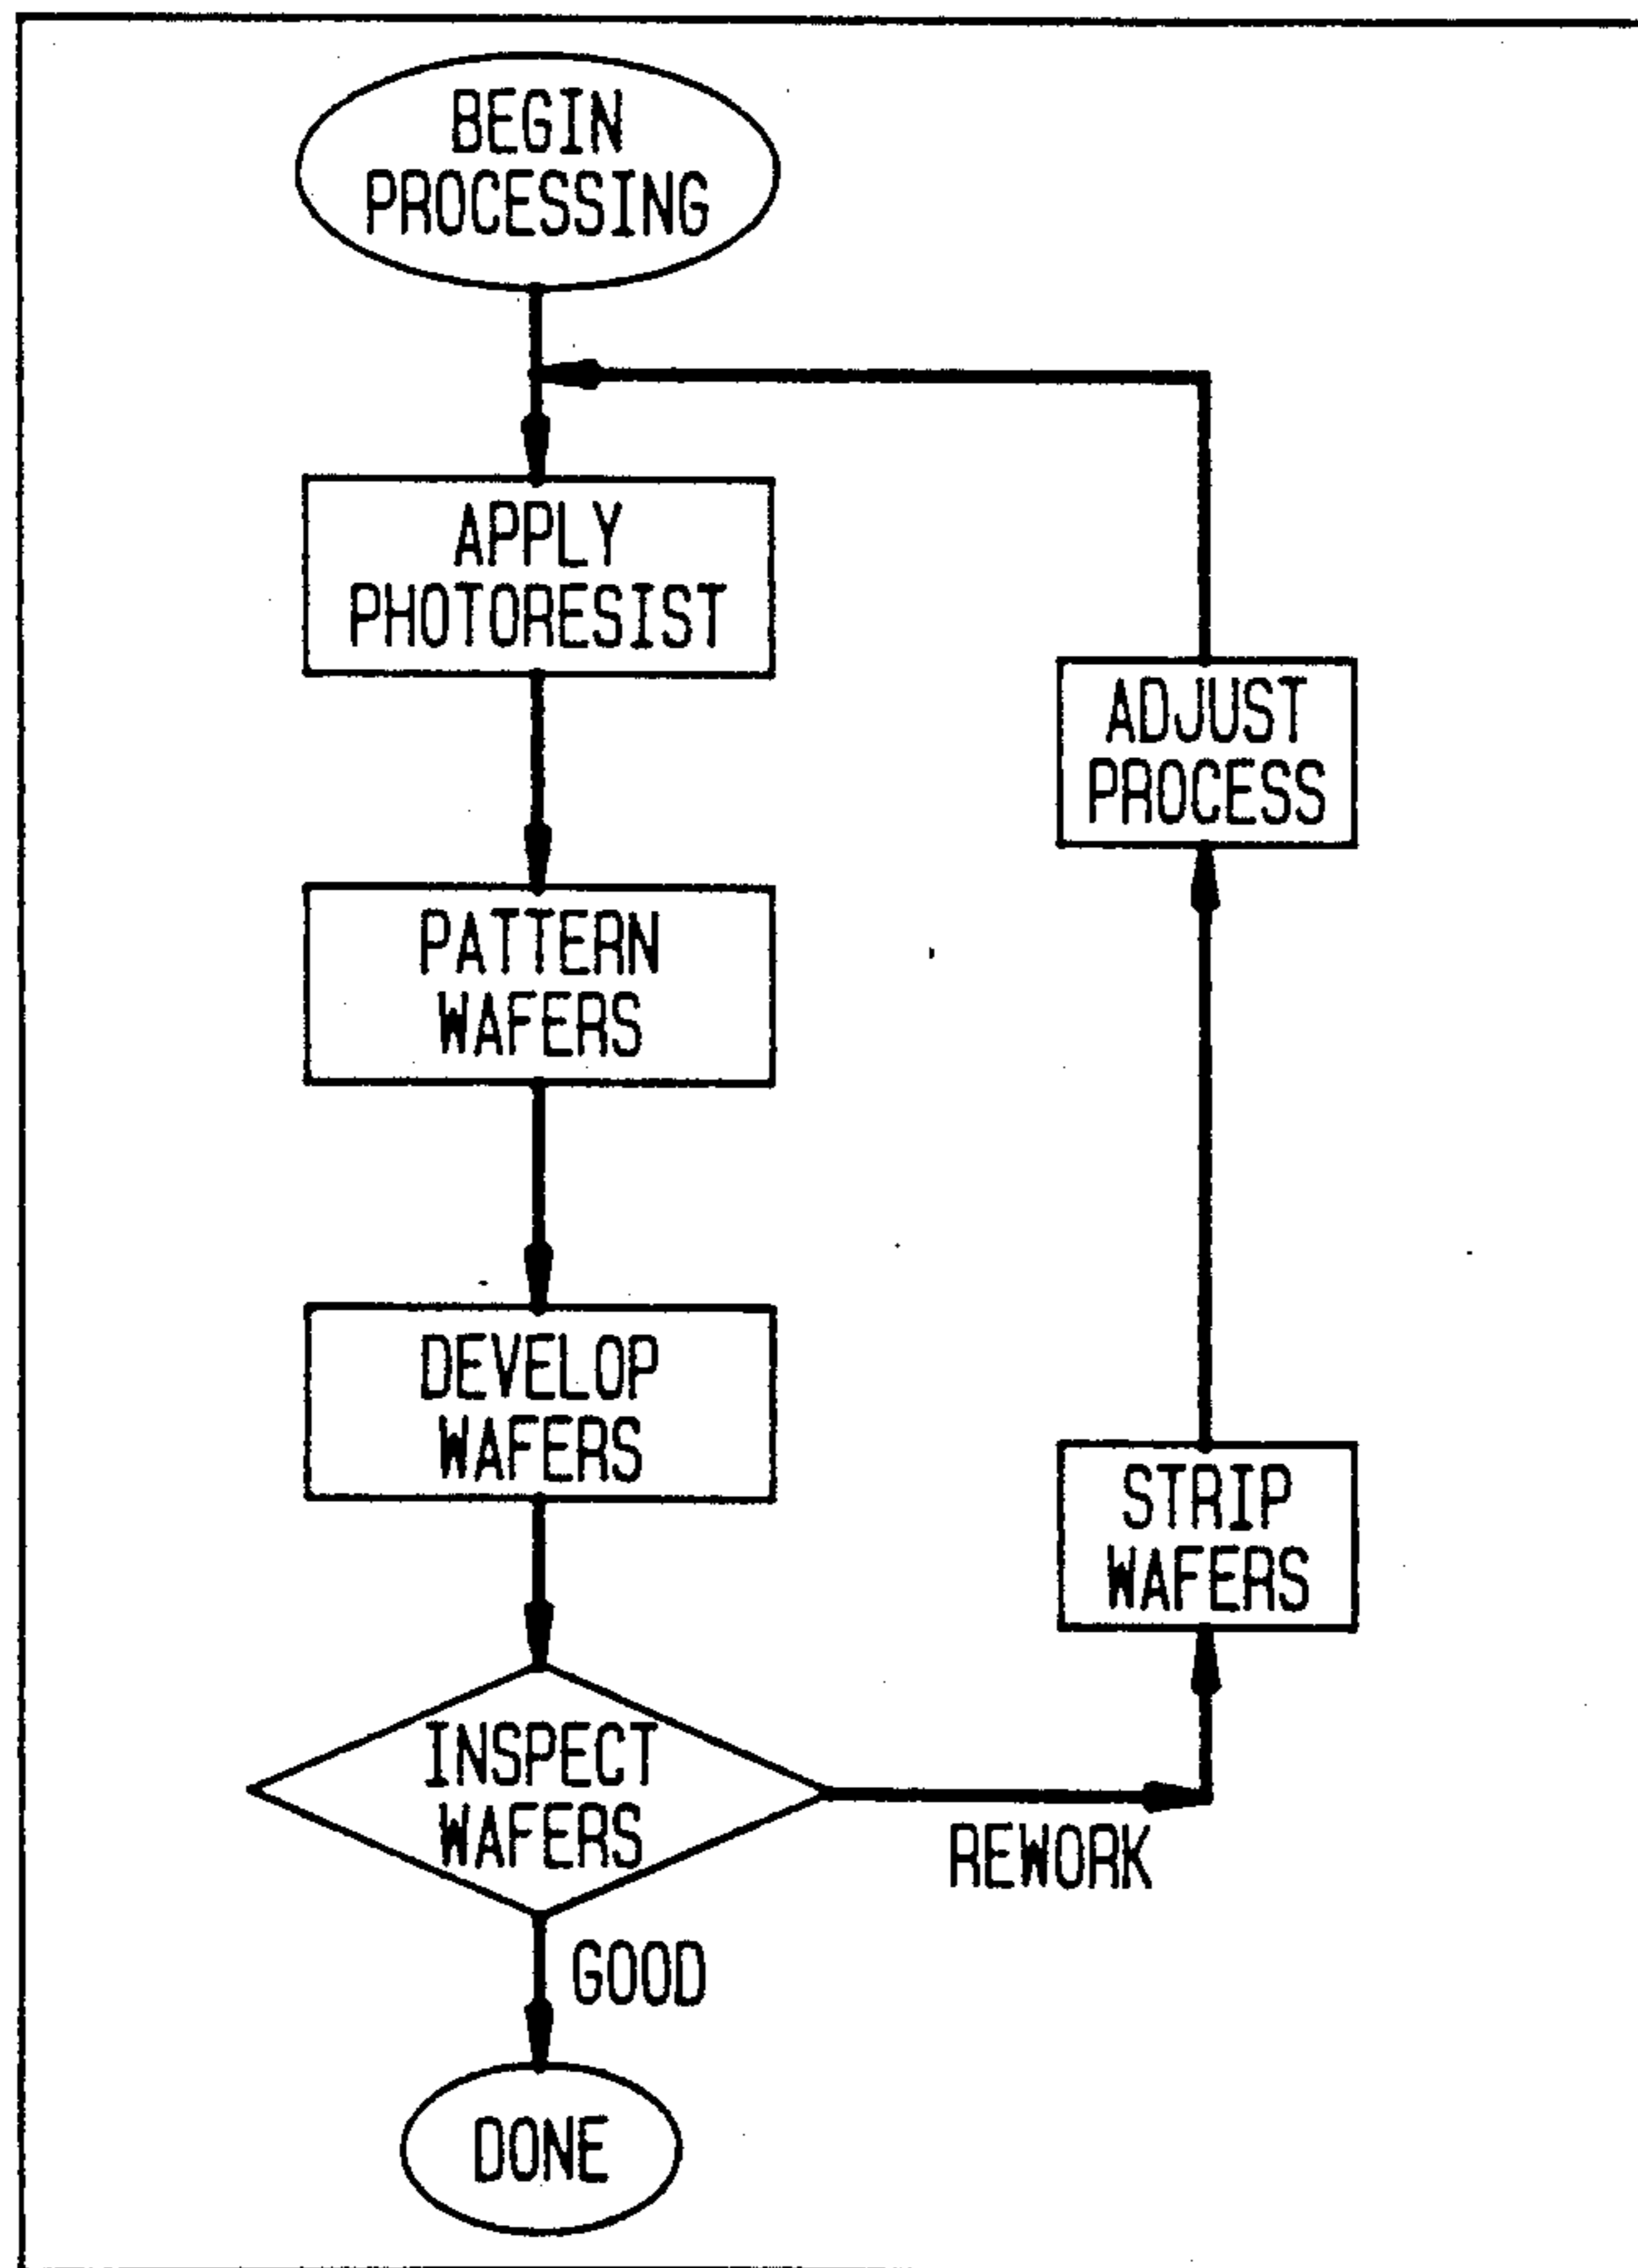 BEGIN
PROCESSING
APPLY
PHOTORESIST
ADJUST
PROCESS
PATTERN
WAFERS
DEVELOP
WAFERS
STRIP
WAFERS
INSPECT
WAFERS
REWORK
GOOD
DONE